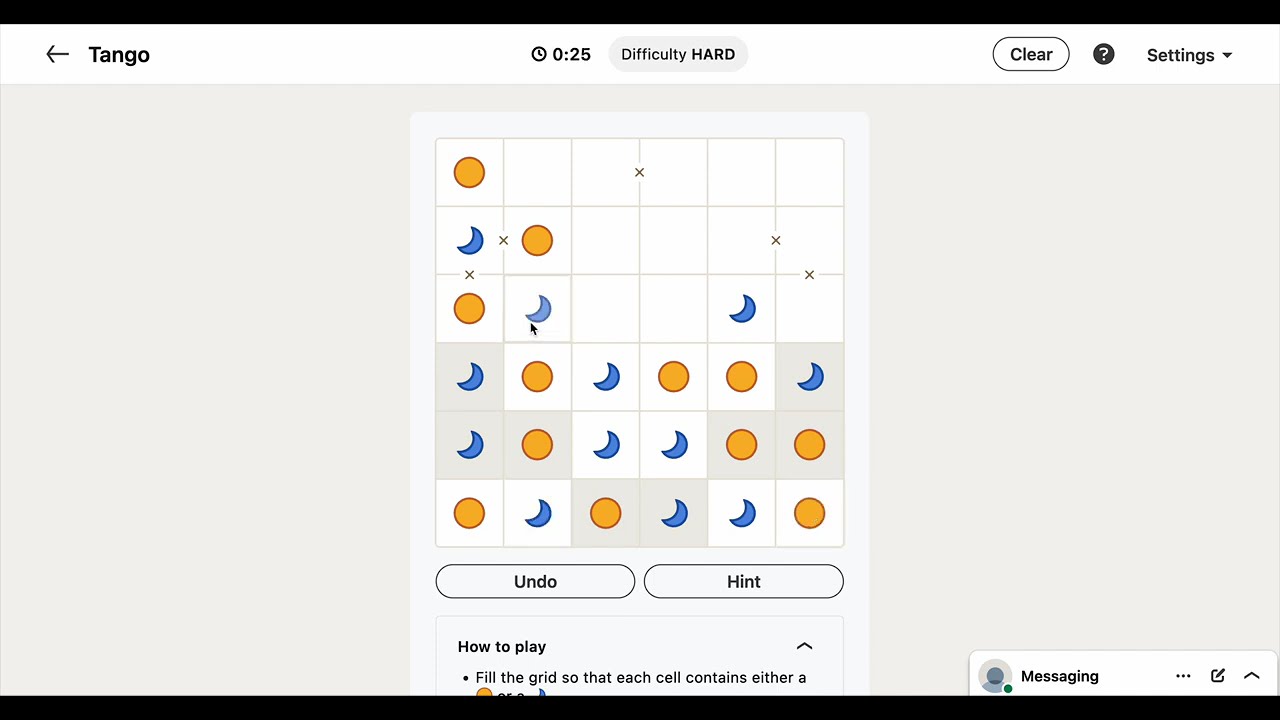 Tango
0:25
Difficulty HARD
Clear
?
Settings
×
×
×
×
×
Undo
Hint
How to play
• Fill the grid so that each cell contains either a
Messaging